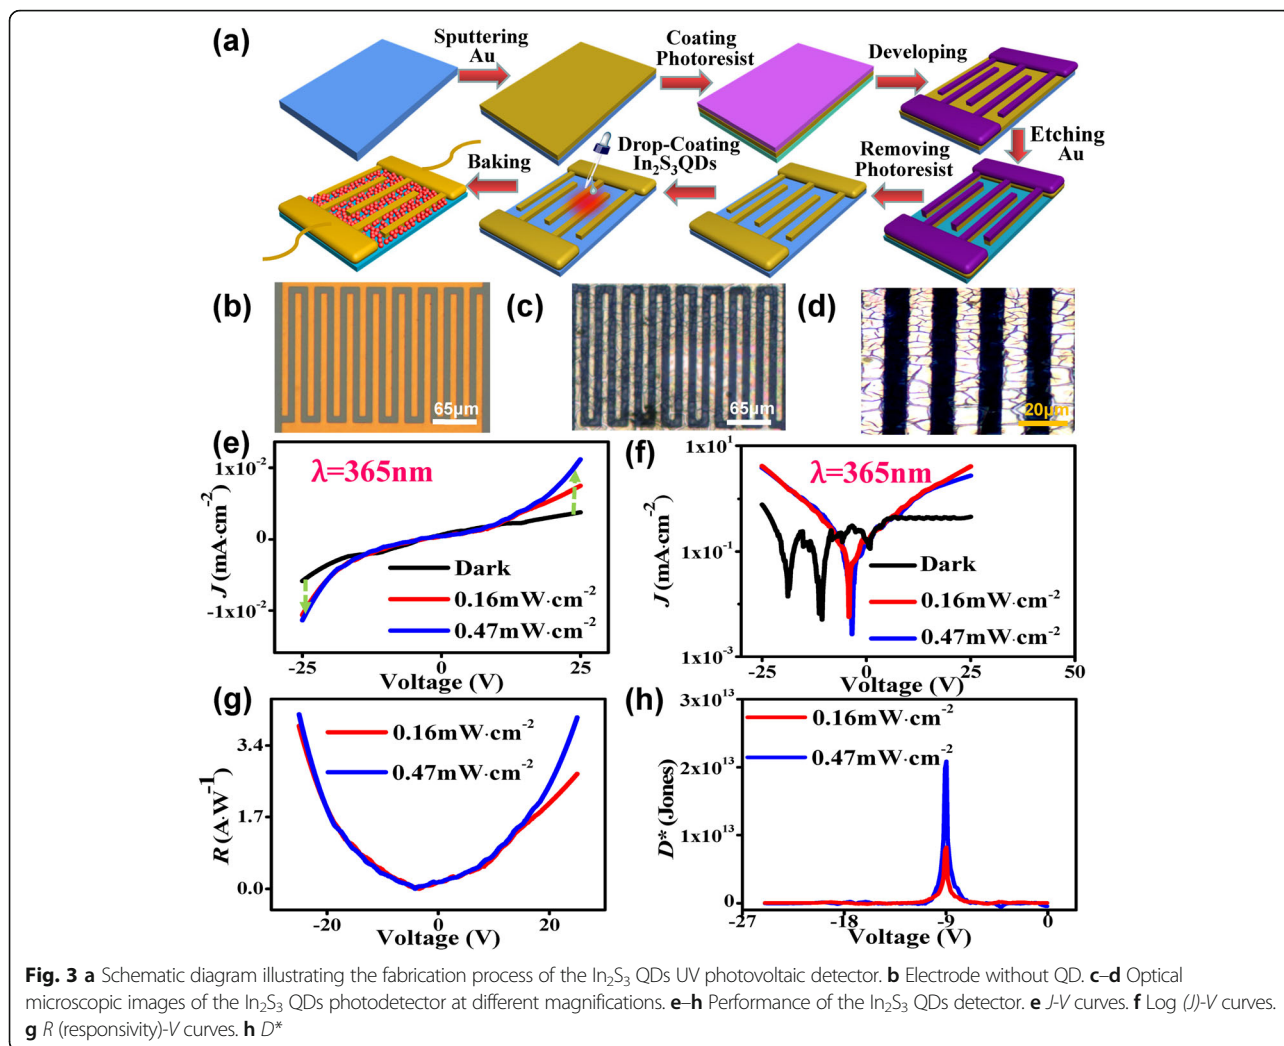 (a)
Sputtering
Au
Coating
Photoresist
Developing
Etching
Au
Removing
Photoresist
Drop-Coating
In₂S₃QDs
Baking
(b)
65μm
(c)
65μm
(d)
20μm
(e)
J (mA·cm⁻²)
1x10⁻²
0
-1x10⁻²
λ=365nm
Dark
0.16mW·cm⁻²
0.47mW·cm⁻²
-25 0 25
Voltage (V)
(f)
J (mA·cm⁻²)
1x10¹
1x10⁻¹
1x10⁻³
λ=365nm
Dark
0.16mW·cm⁻²
0.47mW·cm⁻²
-25 0 25 50
Voltage (V)
(g)
R (A·W⁻¹)
3.4
1.7
0.0
0.16mW·cm⁻²
0.47mW·cm⁻²
-20 0 20
Voltage (V)
(h)
D* (Jones)
3x10¹³
2x10¹³
1x10¹³
0
0.16mW·cm⁻²
0.47mW·cm⁻²
-27 -18 -9 0
Voltage (V)
Fig. 3 a Schematic diagram illustrating the fabrication process of the In₂S₃ QDs UV photovoltaic detector. b Electrode without QD. c–d Optical
microscopic images of the In₂S₃ QDs photodetector at different magnifications. e–h Performance of the In₂S₃ QDs detector. e J-V curves. f Log (J)-V curves.
g R (responsivity)-V curves. h D*